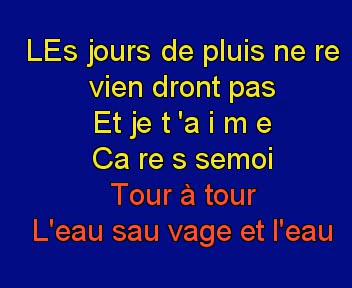 LEs jours de pluis ne re
vien dront pas
Et je t 'a i m e
Ca re s semoi
Tour à tour
L'eau sau vage et l'eau